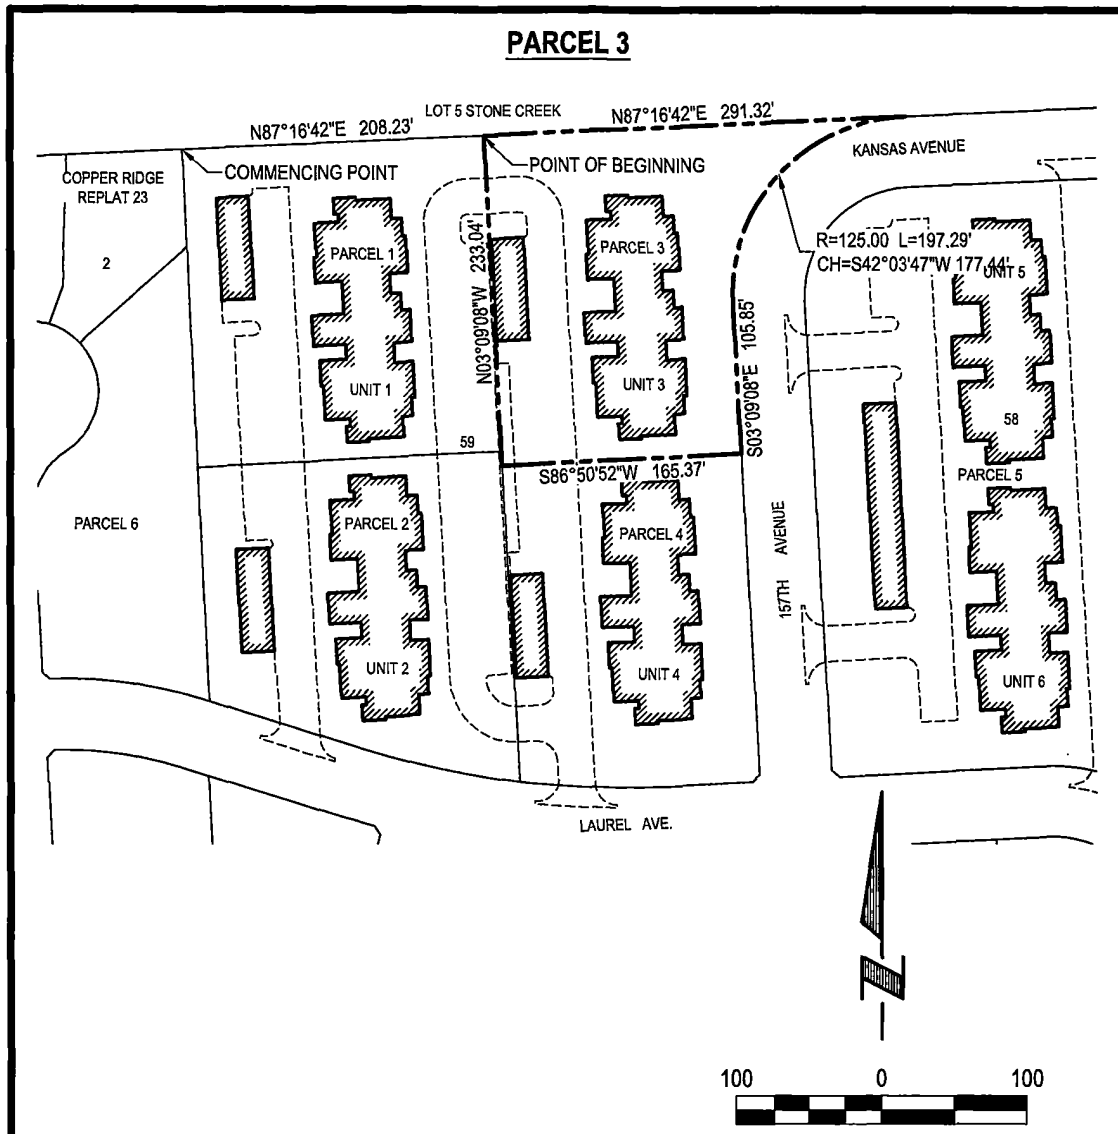 PARCEL 3
LOT 5 STONE CREEK
N87°16'42"E 208.23'
N87°16'42"E 291.32'
COMMENCING POINT
POINT OF BEGINNING
KANSAS AVENUE
COPPER RIDGE
REPLAT 23
2
PARCEL 1
UNIT 1
N03°09'08"W 233.04'
PARCEL 3
UNIT 3
R=125.00 L=197.29'
CH=S42°03'47"W 177.44'
UNIT 5
S03°09'08"E 105.85'
58
59
S86°50'52"W 165.37'
PARCEL 5
PARCEL 6
PARCEL 2
UNIT 2
PARCEL 4
UNIT 4
157TH AVENUE
UNIT 6
LAUREL AVE.
N
100 0 100